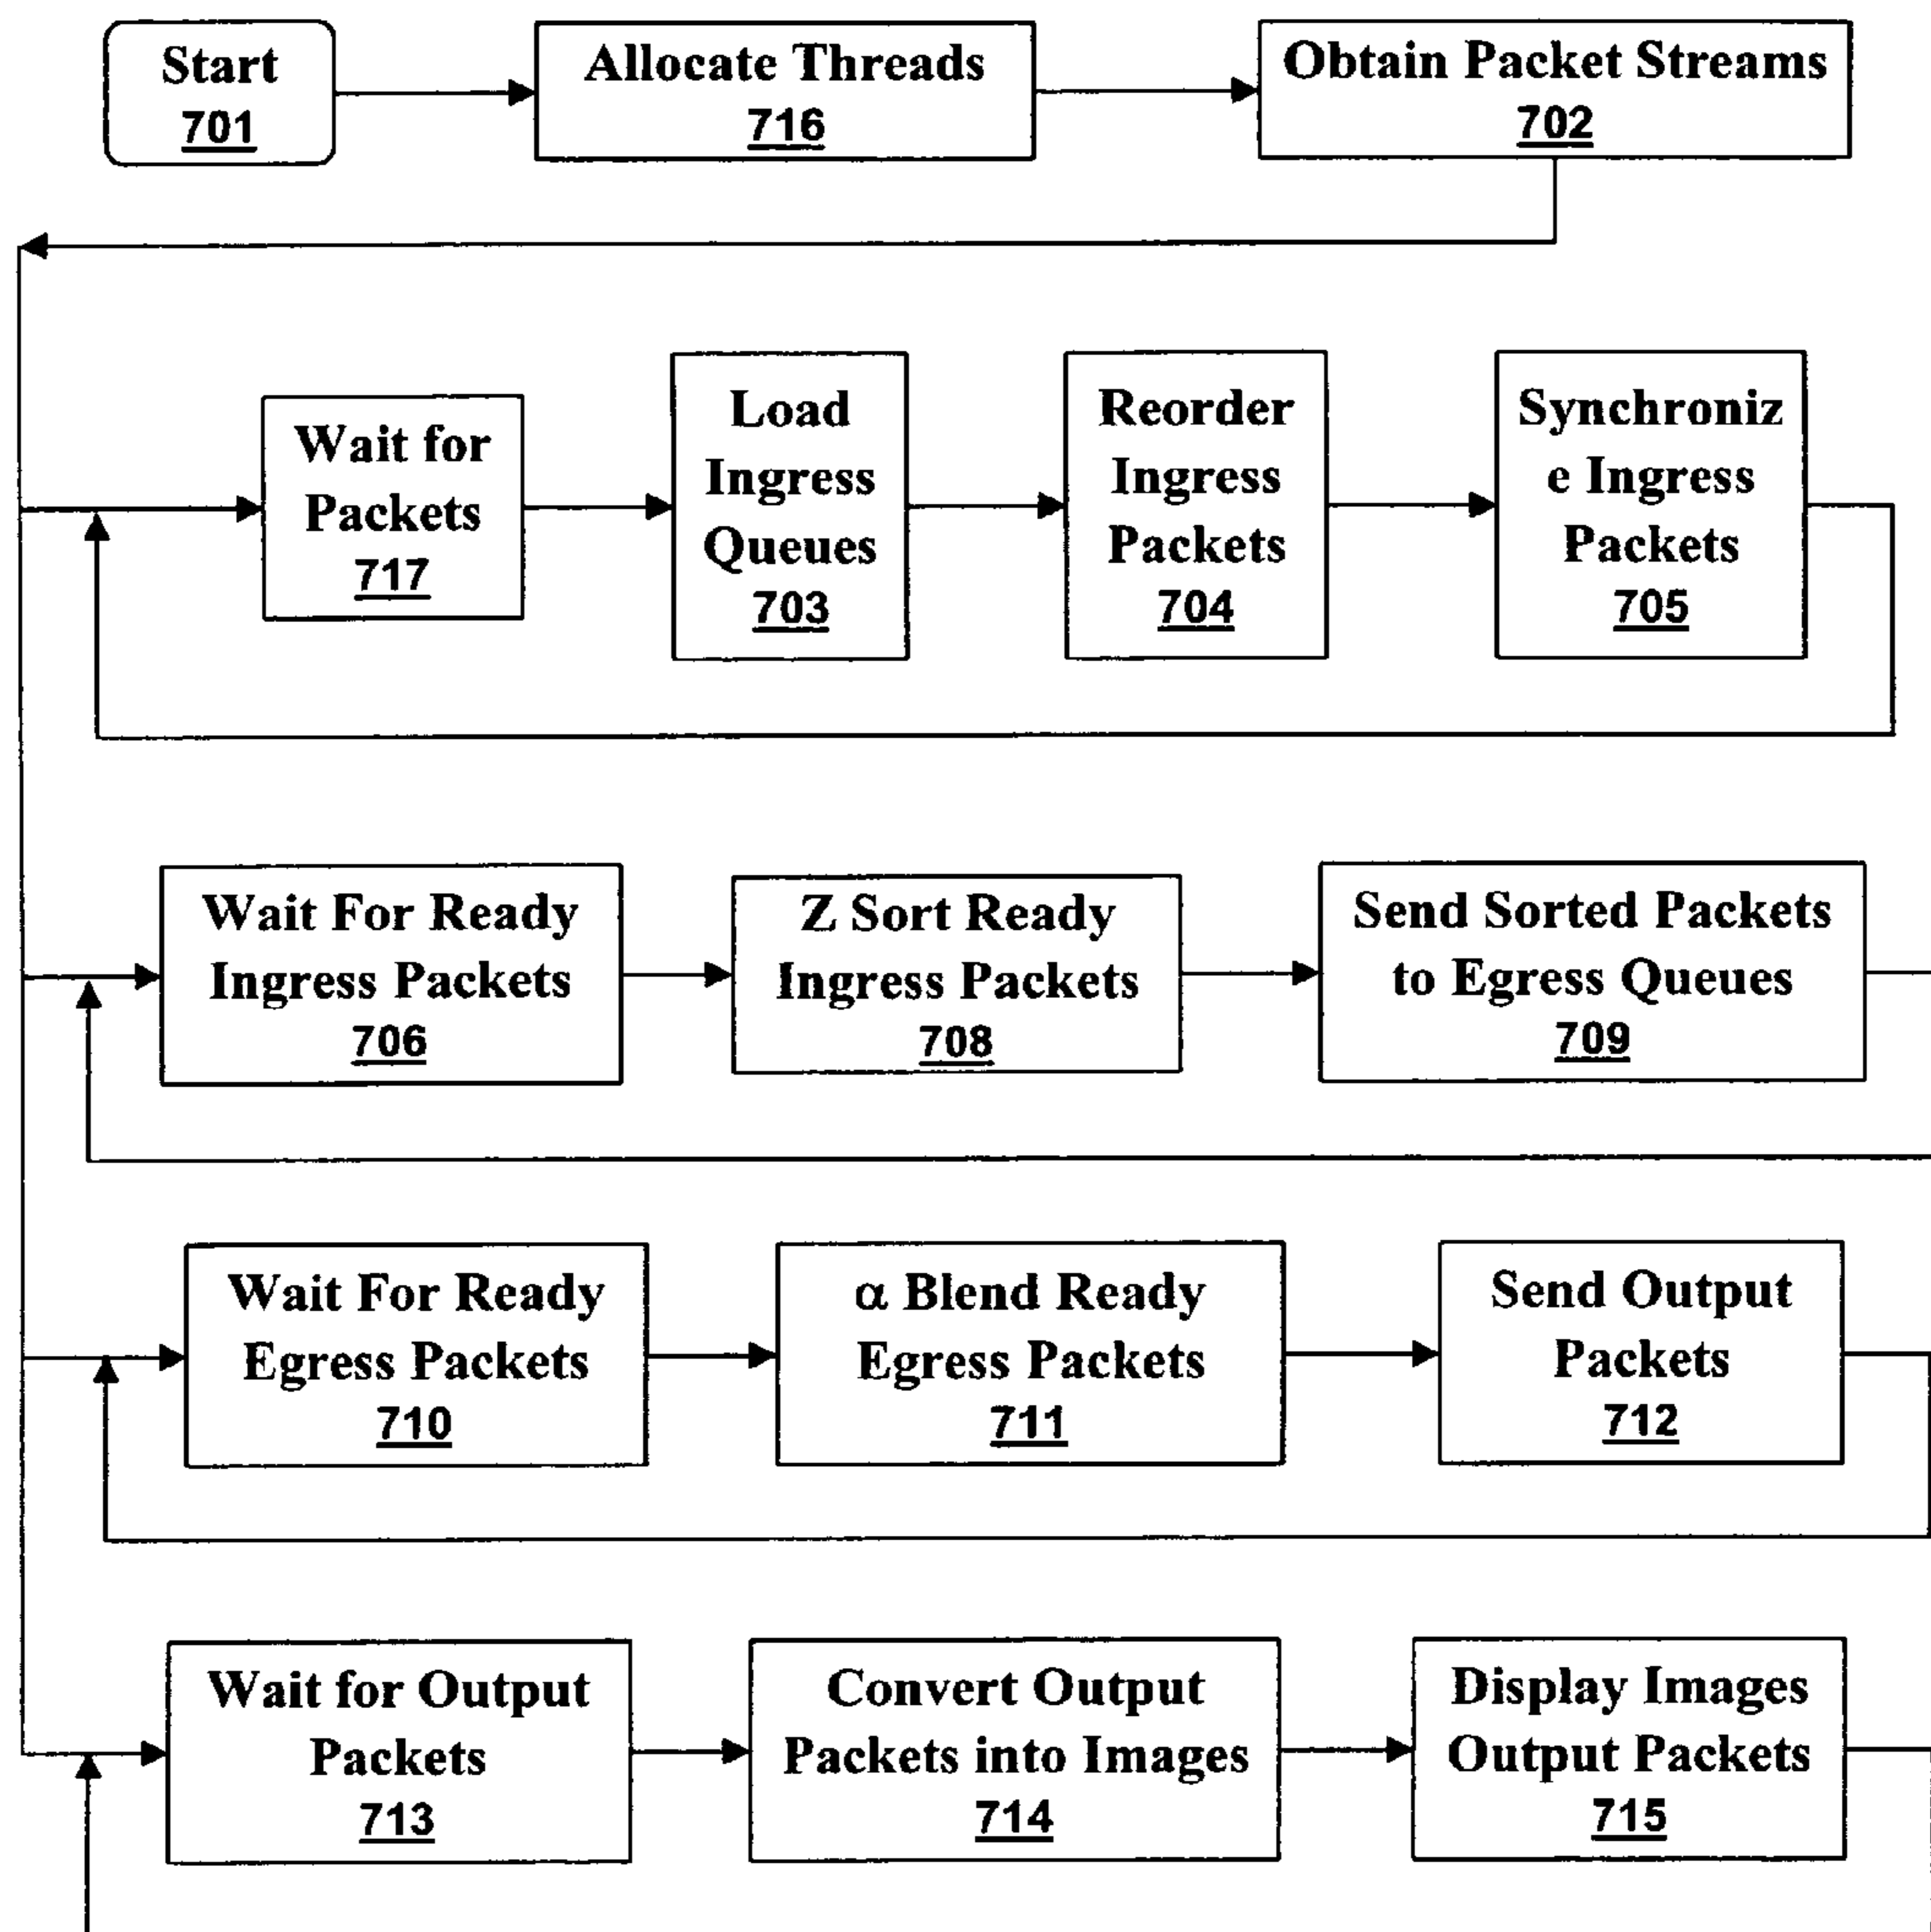 Start
701
Allocate Threads
716
Obtain Packet Streams
702
Wait for
Packets
717
Load
Ingress
Queues
703
Reorder
Ingress
Packets
704
Synchroniz
e Ingress
Packets
705
Wait For Ready
Ingress Packets
706
Z Sort Ready
Ingress Packets
708
Send Sorted Packets
to Egress Queues
709
Wait For Ready
Egress Packets
710
α Blend Ready
Egress Packets
711
Send Output
Packets
712
Wait for Output
Packets
713
Convert Output
Packets into Images
714
Display Images
Output Packets
715